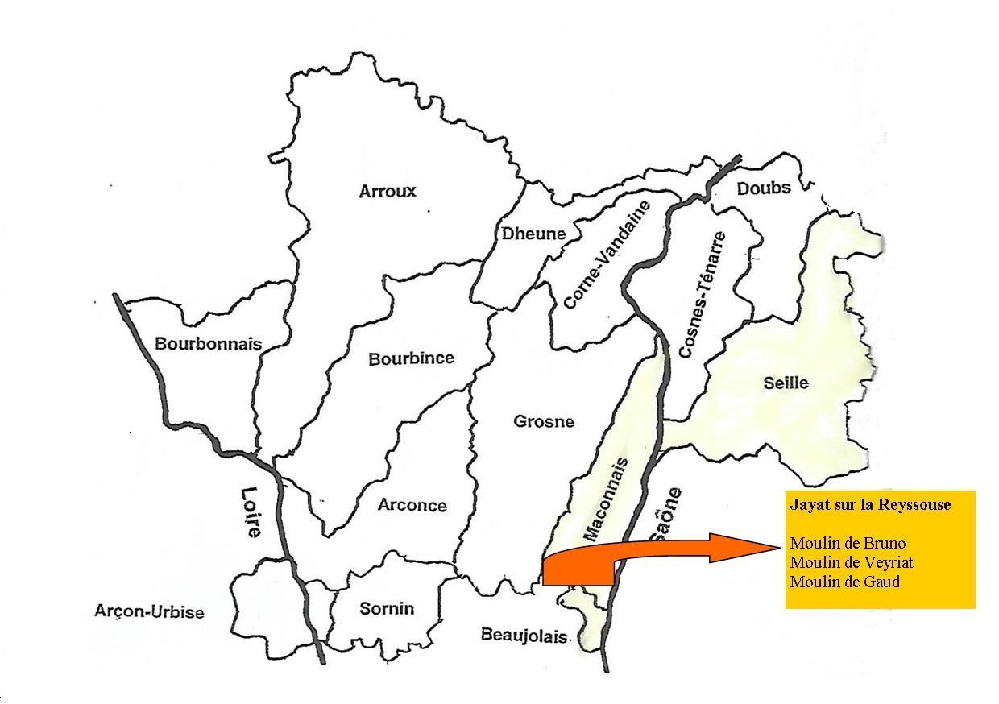 Arroux
Doubs
Dheune
Corne-Vandaine
Cosnes-Ténarre
Bourbonnais
Bourbince
Seille
Grosne
Maconnais
Arconce
Loire
Saône
Jayat sur la Reyssouse
Moulin de Bruno
Moulin de Veyriat
Moulin de Gaud
Arçon-Urbise
Sornin
Beaujolais